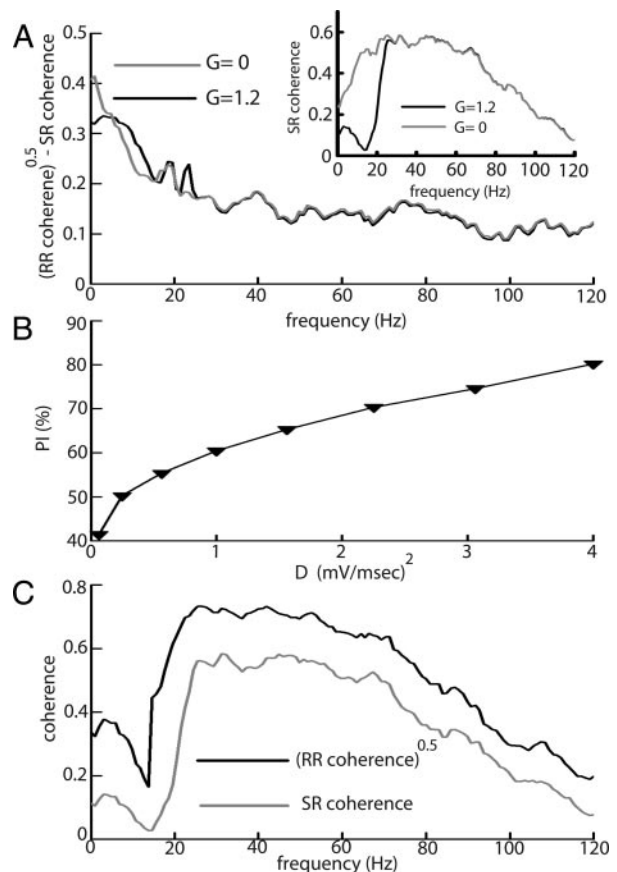 A
(RR coherene)^0.5 - SR coherence
0.5
0.4
0.3
0.2
0.1
0
0 20 40 60 80 100 120
frequency (Hz)
G= 0
G=1.2
SR coherence
0.6
0.4
0.2
0
0 20 40 60 80 100 120
frequency (Hz)
G=1.2
G= 0
B
PI (%)
90
80
70
60
50
40
0 1 2 3 4
D (mV/msec)^2
C
coherence
0.8
0.6
0.4
0.2
0
0 20 40 60 80 100 120
frequency (Hz)
(RR coherence)^0.5
SR coherence